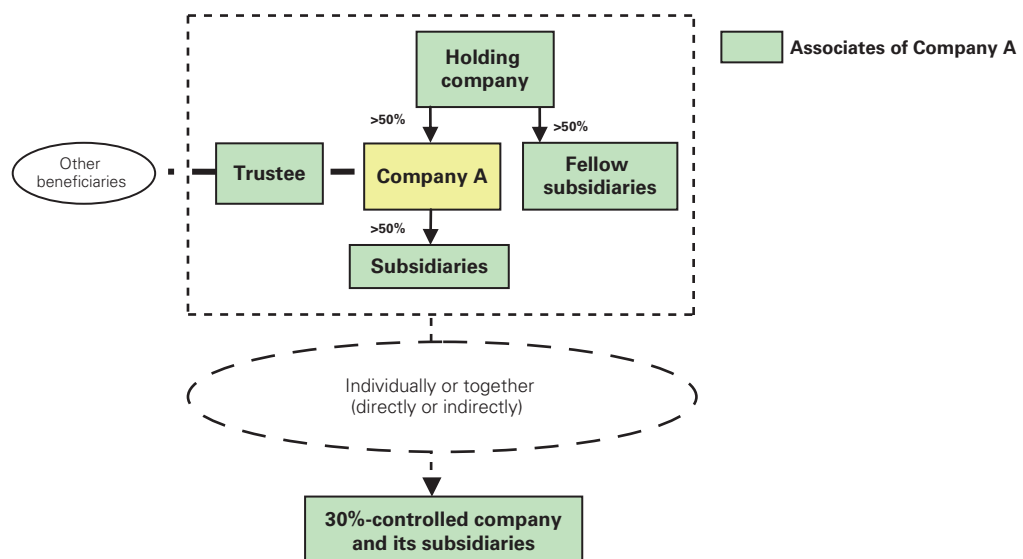 Associates of Company A
Holding
company
>50%
>50%
Other
beneficiaries
Trustee
Company A
Fellow
subsidiaries
>50%
Subsidiaries
Individually or together
(directly or indirectly)
30%-controlled company
and its subsidiaries